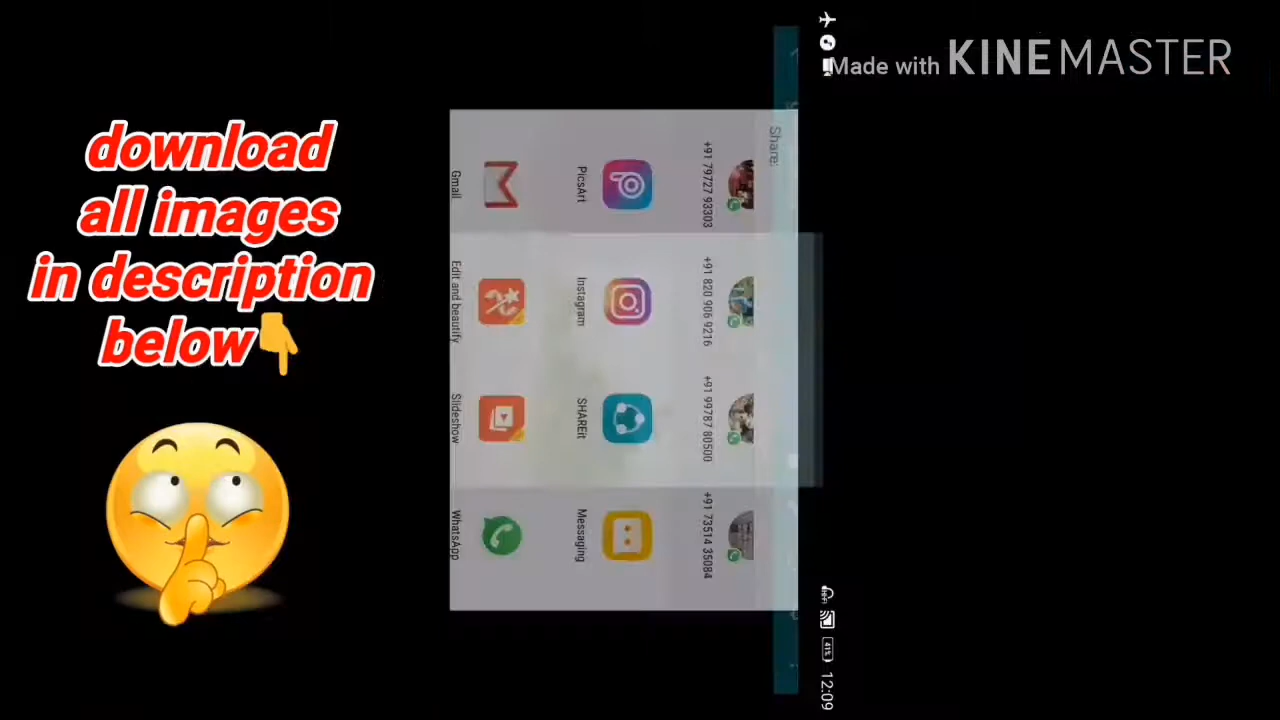 download
all images
in description
below
Made with KINEMASTER
Share:
+91 79727 93303
+91 820 906 9216
+91 99787 80500
+91 73514 35084
PicsArt
Instagram
SHAREit
Messaging
Gmail
Edit and beautify
Slideshow
WhatsApp
41%
12:09